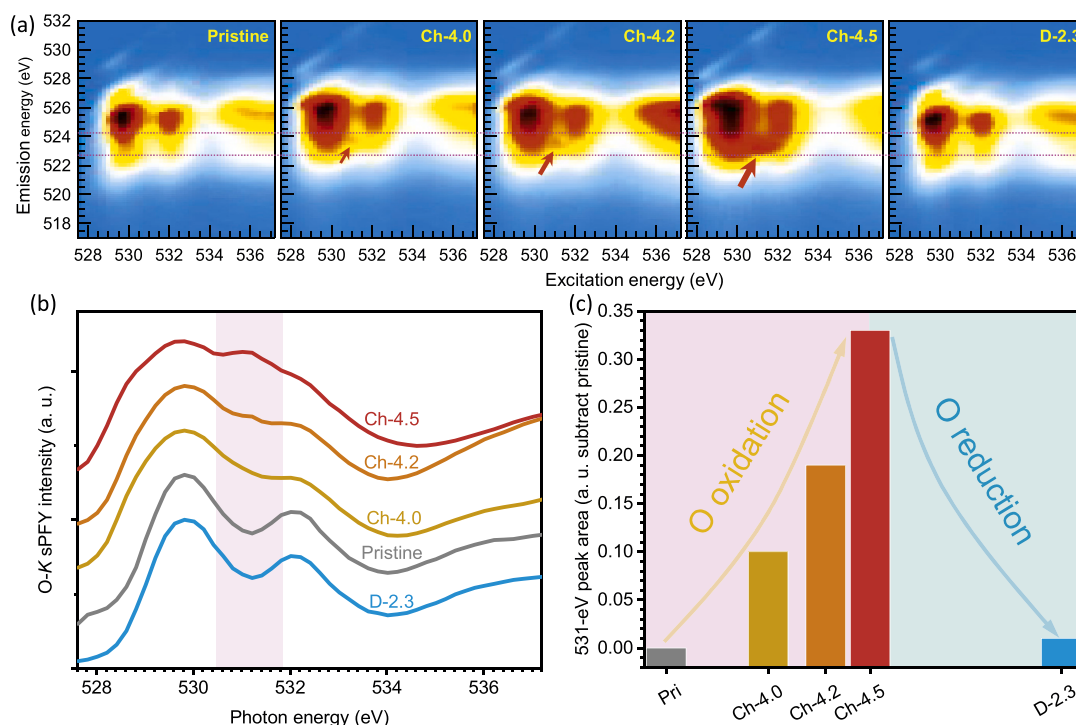 (a)
532
530
528
526
524
522
520
518
Emission energy (eV)
Pristine
Ch-4.0
Ch-4.2
Ch-4.5
D-2.3
528 530 532 534 536
528 530 532 534 536
528 530 532 534 536
528 530 532 534 536
528 530 532 534 536
Excitation energy (eV)
(b)
O-K sPFY intensity (a. u.)
Ch-4.5
Ch-4.2
Ch-4.0
Pristine
D-2.3
528 530 532 534 536
Photon energy (eV)
(c)
531-eV peak area (a. u. subtract pristine)
0.35
0.30
0.25
0.20
0.15
0.10
0.05
0.00
O oxidation
O reduction
Pri
Ch-4.0
Ch-4.2
Ch-4.5
D-2.3